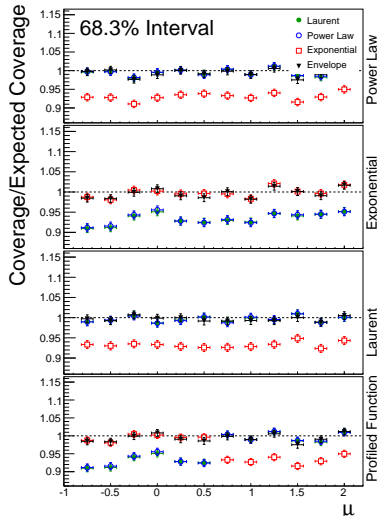 68.3% Interval
Laurent
Power Law
Exponential
Envelope
Coverage/Expected Coverage
1.15
1.1
1.05
1
0.95
0.9
Power Law
1.15
1.1
1.05
1
0.95
0.9
Exponential
1.15
1.1
1.05
1
0.95
0.9
Laurent
1.15
1.1
1.05
1
0.95
0.9
Profiled Function
-1 -0.5 0 0.5 1 1.5 2
μ